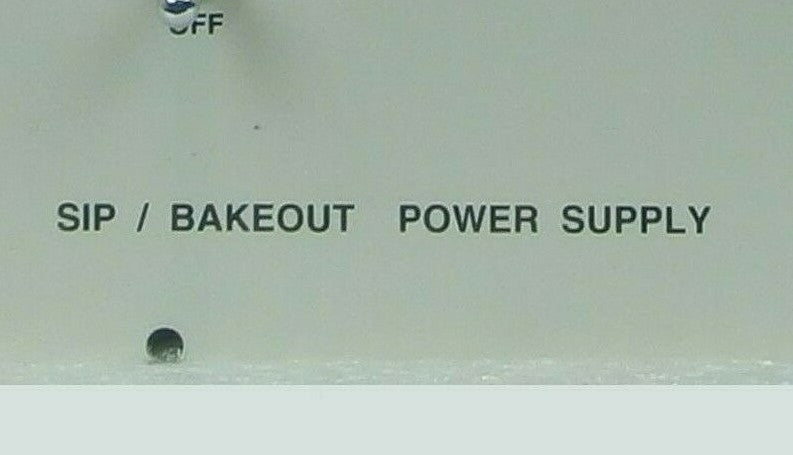 OFF
SIP / BAKEOUT POWER SUPPLY